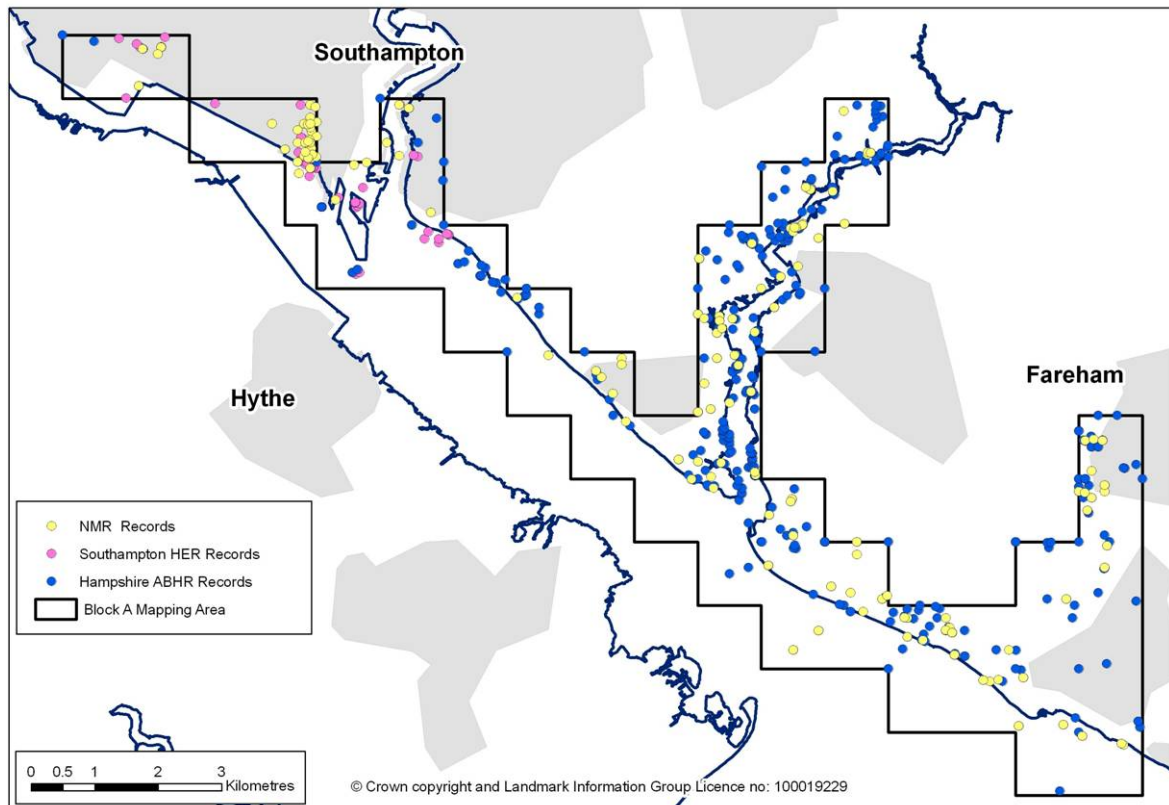 Southampton
Hythe
Fareham
NMR Records
Southampton HER Records
Hampshire ABHR Records
Block A Mapping Area
0 0.5 1 2 3
Kilometres
© Crown copyright and Landmark Information Group Licence no: 100019229